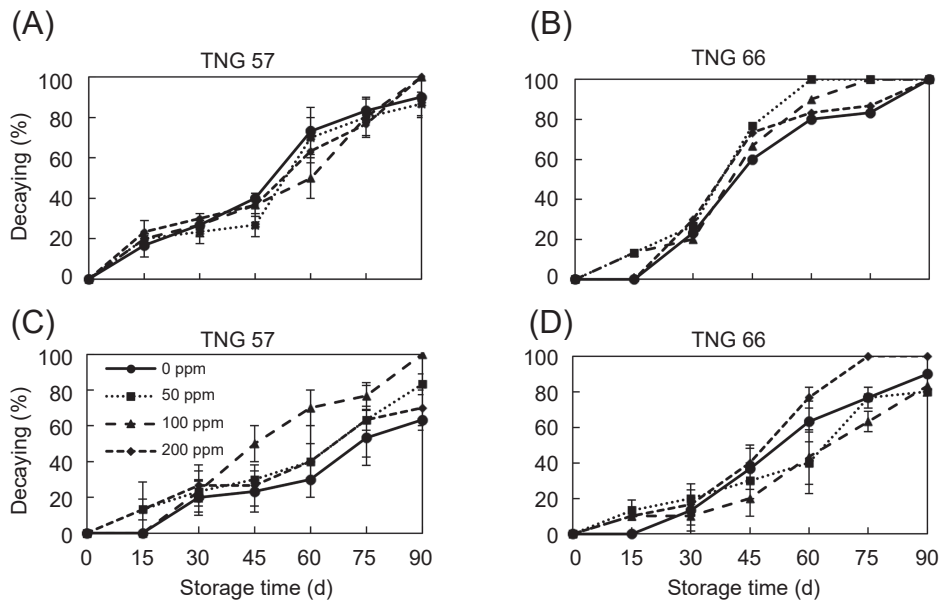 (A)
TNG 57
100
80
60
40
20
0
Decaying (%)
(B)
TNG 66
100
80
60
40
20
0
(C)
TNG 57
100
80
60
40
20
0
Decaying (%)
0 ppm
50 ppm
100 ppm
200 ppm
0 15 30 45 60 75 90
Storage time (d)
(D)
TNG 66
100
80
60
40
20
0
0 15 30 45 60 75 90
Storage time (d)